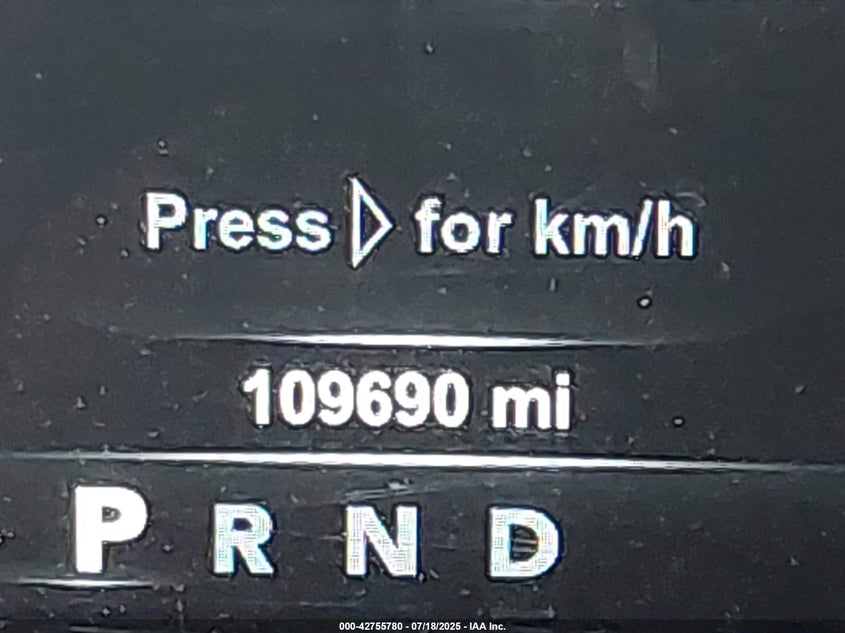 Press ▷ for km/h
109690 mi
P R N D
000-42755780 - 07/18/2025 - IAA Inc.